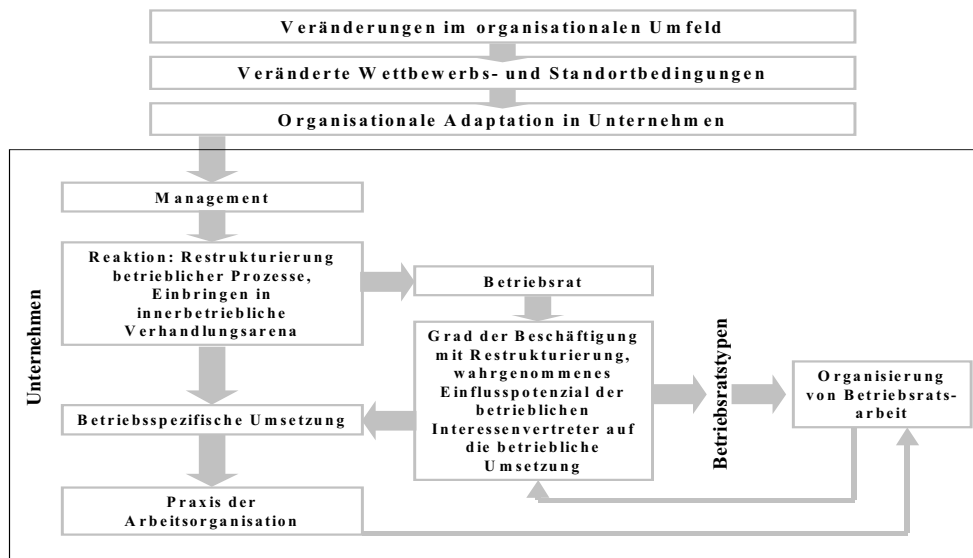 Veränderungen im organisationalen Umfeld
Veränderte Wettbewerbs- und Standortbedingungen
Organisationale Adaptation in Unternehmen
Unternehmen
Management
Reaktion: Restrukturierung
betrieblicher Prozesse,
Einbringen in
innerbetriebliche
Verhandlungsarena
Betriebsrat
Grad der Beschäftigung
mit Restrukturierung,
wahrgenommenes
Einflusspotenzial der
betrieblichen
Interessenvertreter auf
die betriebliche
Umsetzung
Betriebsratstypen
Organisierung
von Betriebsrats-
arbeit
Betriebsspezifische Umsetzung
Praxis der
Arbeitsorganisation